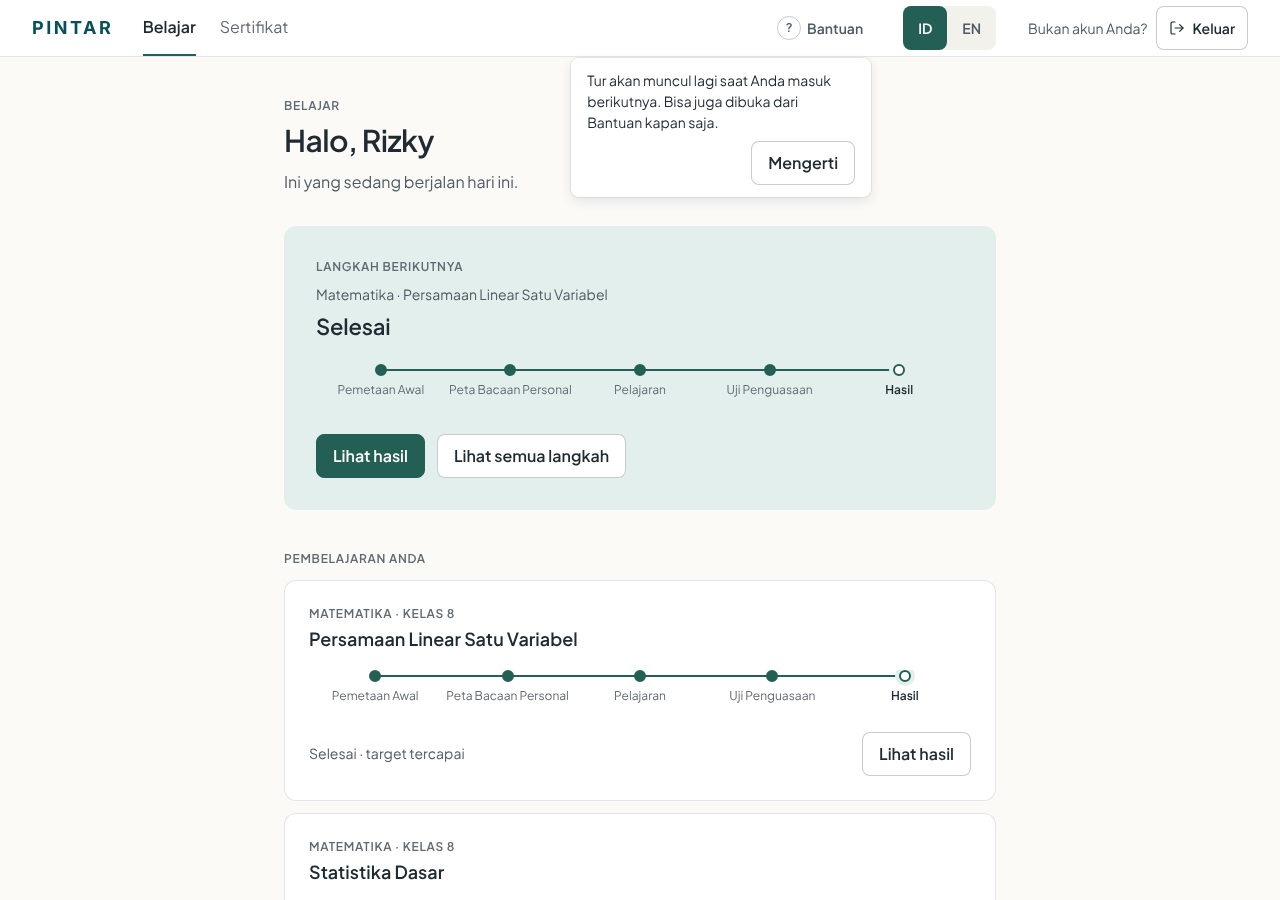 PINTAR
Belajar
Sertifikat
?
Bantuan
ID
EN
Bukan akun Anda?
Keluar
Tur akan muncul lagi saat Anda masuk
berikutnya. Bisa juga dibuka dari
Bantuan kapan saja.
Mengerti
BELAJAR
Halo, Rizky
Ini yang sedang berjalan hari ini.
LANGKAH BERIKUTNYA
Matematika · Persamaan Linear Satu Variabel
Selesai
Pemetaan Awal
Peta Bacaan Personal
Pelajaran
Uji Penguasaan
Hasil
Lihat hasil
Lihat semua langkah
PEMBELAJARAN ANDA
MATEMATIKA · KELAS 8
Persamaan Linear Satu Variabel
Pemetaan Awal
Peta Bacaan Personal
Pelajaran
Uji Penguasaan
Hasil
Selesai · target tercapai
Lihat hasil
MATEMATIKA · KELAS 8
Statistika Dasar